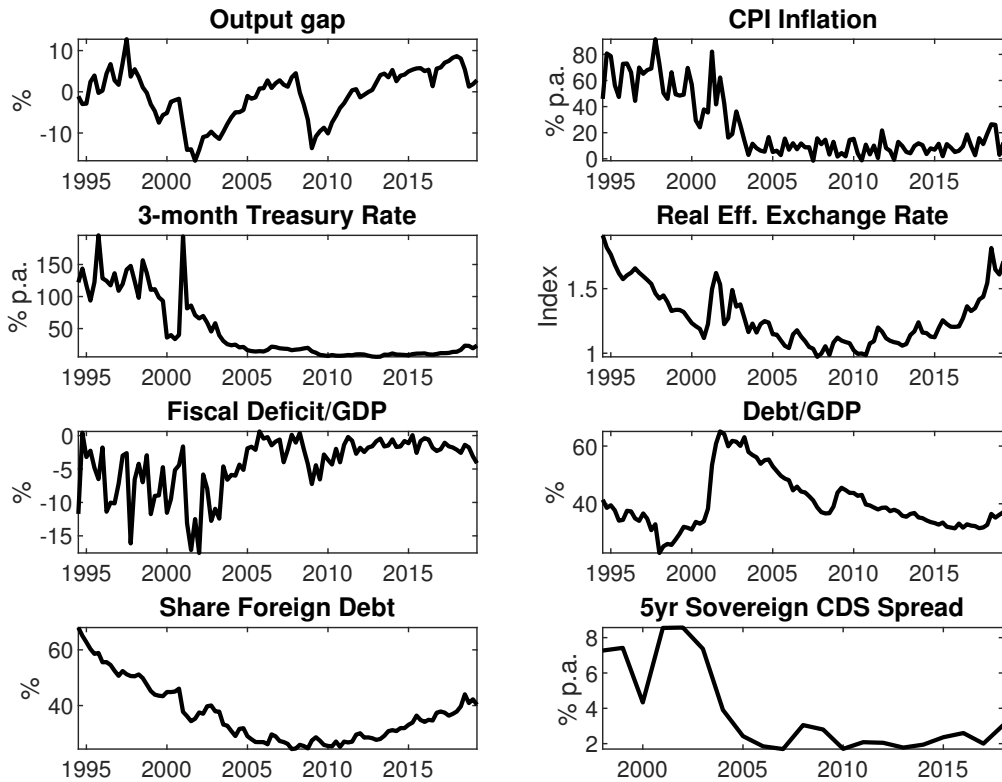 Output gap
10
0
-10
%
1995 2000 2005 2010 2015
CPI Inflation
80
60
40
20
0
% p.a.
1995 2000 2005 2010 2015
3-month Treasury Rate
150
100
50
% p.a.
1995 2000 2005 2010 2015
Real Eff. Exchange Rate
1.5
1
Index
1995 2000 2005 2010 2015
Fiscal Deficit/GDP
0
-5
-10
-15
%
1995 2000 2005 2010 2015
Debt/GDP
60
40
%
1995 2000 2005 2010 2015
Share Foreign Debt
60
40
%
1995 2000 2005 2010 2015
5yr Sovereign CDS Spread
8
6
4
2
% p.a.
2000 2005 2010 2015